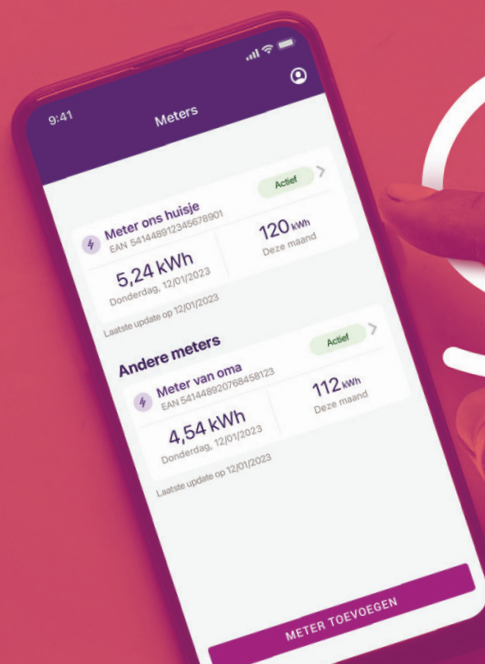 9:41
Meters
Meter ons huisje
EAN 541448912345678901
Actief
5,24 kWh
Donderdag, 12/01/2023
120 kWh
Deze maand
Laatste update op 12/01/2023
Andere meters
Meter van oma
EAN 541448920768458123
Actief
4,54 kWh
Donderdag, 12/01/2023
112 kWh
Deze maand
Laatste update op 12/01/2023
METER TOEVOEGEN